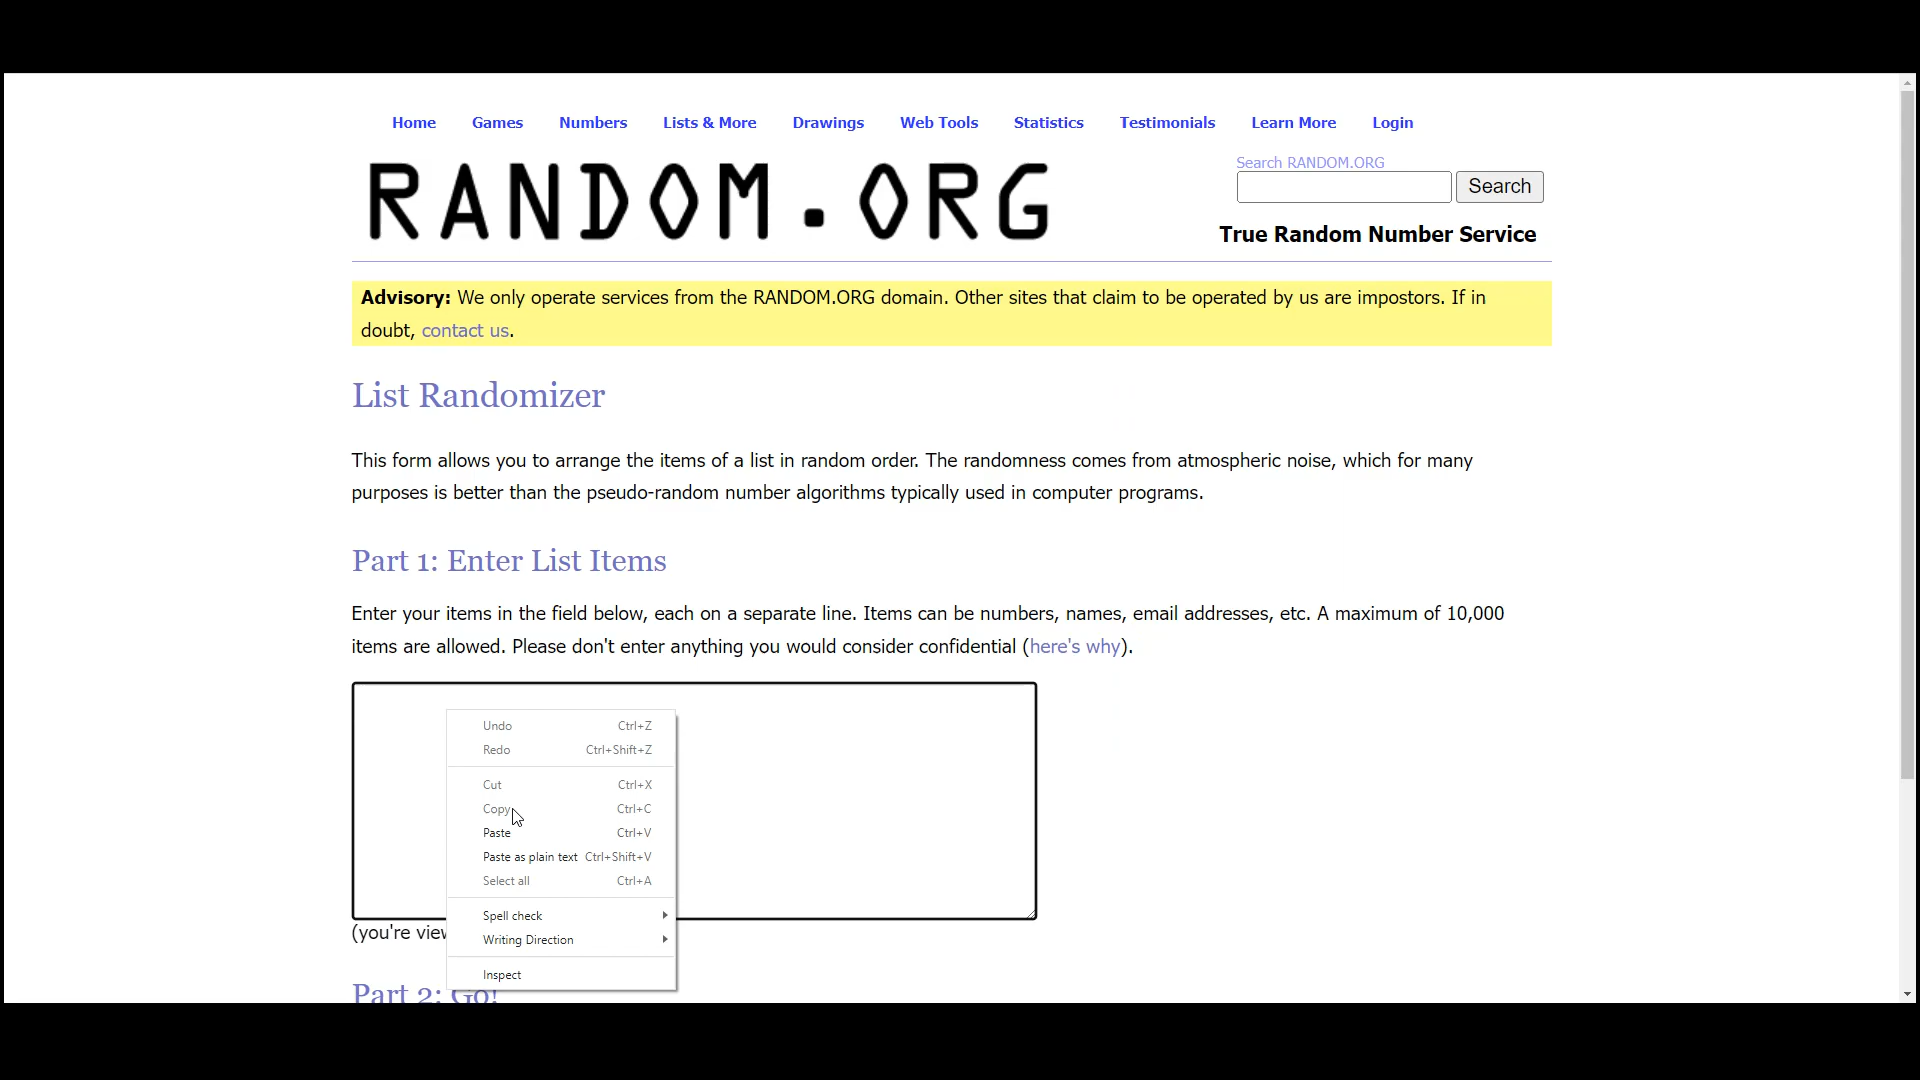 Home Games Numbers Lists & More Drawings Web Tools Statistics Testimonials Learn More Login
RANDOM.ORG
Search RANDOM.ORG
Search
True Random Number Service
Advisory: We only operate services from the RANDOM.ORG domain. Other sites that claim to be operated by us are impostors. If in
doubt, contact us.
List Randomizer
This form allows you to arrange the items of a list in random order. The randomness comes from atmospheric noise, which for many
purposes is better than the pseudo-random number algorithms typically used in computer programs.
Part 1: Enter List Items
Enter your items in the field below, each on a separate line. Items can be numbers, names, email addresses, etc. A maximum of 10,000
items are allowed. Please don't enter anything you would consider confidential (here's why).
Undo Ctrl+Z
Redo Ctrl+Shift+Z
Cut Ctrl+X
Copy Ctrl+C
Paste Ctrl+V
Paste as plain text Ctrl+Shift+V
Select all Ctrl+A
Spell check
Writing Direction
Inspect
(you're
Part 2: Go!